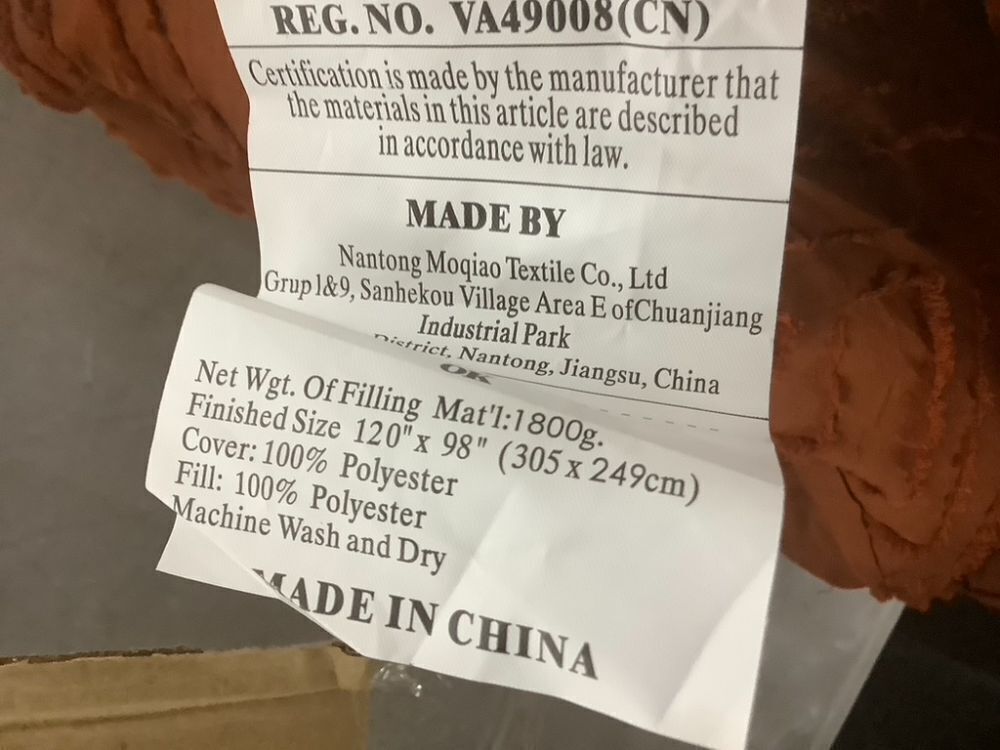 REG. NO. VA49008(CN)
Certification is made by the manufacturer that
the materials in this article are described
in accordance with law.
MADE BY
Nantong Moqiao Textile Co., Ltd
Grup 1&9, Sanhekou Village Area E ofChuanjiang
Industrial Park
District, Nantong, Jiangsu, China
OK
Net Wgt. Of Filling Mat'l:1800g.
Finished Size 120"x 98" (305 x 249cm)
Cover: 100% Polyester
Fill: 100% Polyester
Machine Wash and Dry
MADE IN CHINA